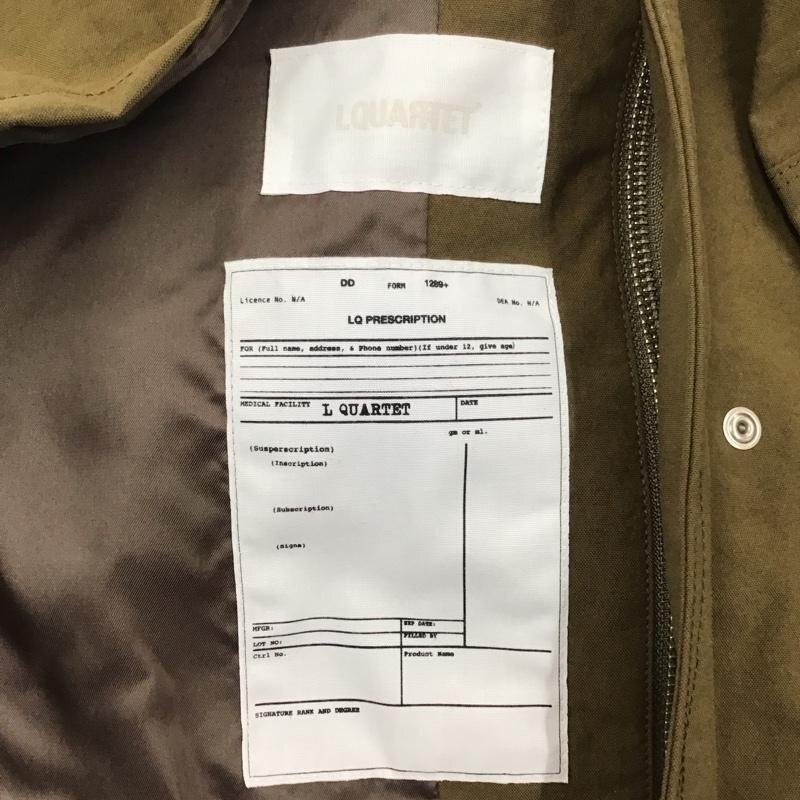 LQUARTET
DD FORM 1289+
Licence No. N/A DEA No. N/A
LQ PRESCRIPTION
FOR (Full name, address, & Phone number)(If under 12, give age)
MEDICAL FACILITY L QUARTET DATE
gm or ml.
(Susperscription)
(Inscription)
(Subscription)
(Signa)
MFGR: EXP DATE:
LOT NO: FILLED BY
Ctrl No. Product Name
SIGNATURE RANK AND DEGREE